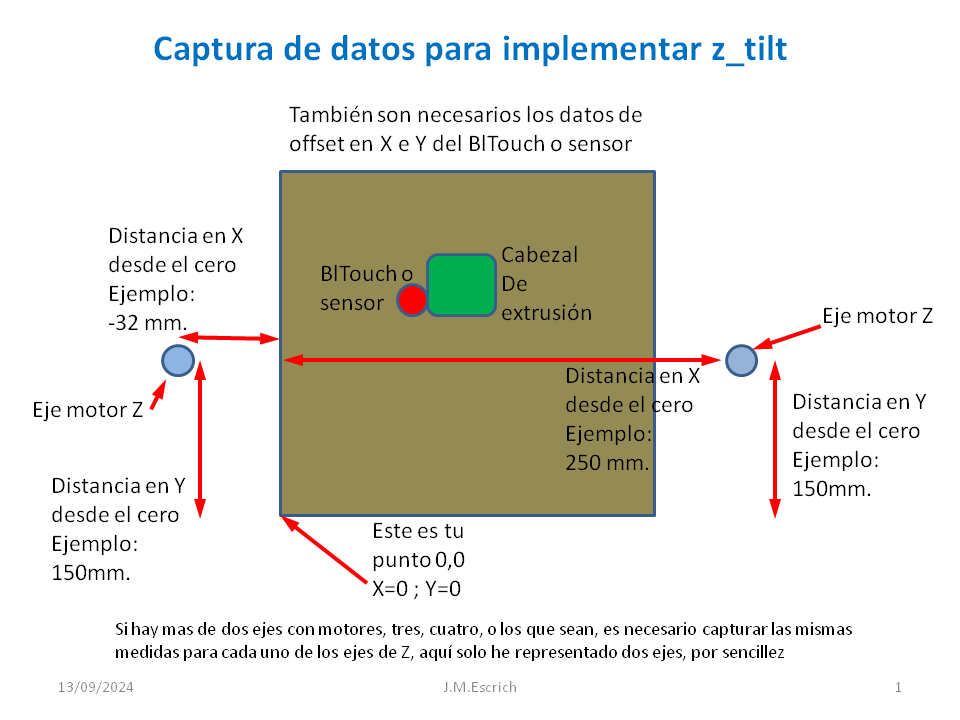 Captura de datos para implementar z_tilt
También son necesarios los datos de
offset en X e Y del BlTouch o sensor
Distancia en X
desde el cero
Ejemplo:
-32 mm.
BlTouch o
sensor
Cabezal
De
extrusión
Eje motor Z
Eje motor Z
Distancia en X
desde el cero
Ejemplo:
250 mm.
Distancia en Y
desde el cero
Ejemplo:
150mm.
Distancia en Y
desde el cero
Ejemplo:
150mm.
Este es tu
punto 0,0
X=0 ; Y=0
Si hay mas de dos ejes con motores, tres, cuatro, o los que sean, es necesario capturar las mismas
medidas para cada uno de los ejes de Z, aquí solo he representado dos ejes, por sencillez
13/09/2024
J.M.Escrich
1